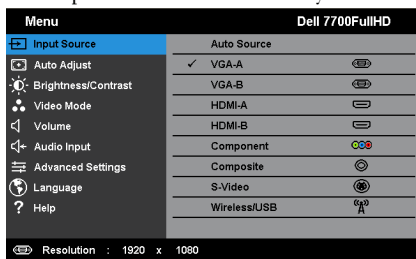 Menu Dell 7700FullHD
Input Source Auto Source
Auto Adjust ✓ VGA-A
Brightness/Contrast VGA-B
Video Mode HDMI-A
Volume HDMI-B
Audio Input Component
Advanced Settings Composite
Language S-Video
? Help Wireless/USB
Resolution : 1920 x 1080